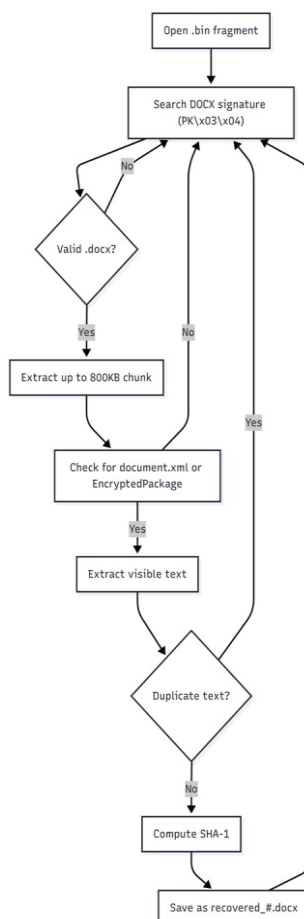 Open .bin fragment
Search DOCX signature
(PK\x03\x04)
No
Valid .docx?
Yes
No
Extract up to 800KB chunk
Yes
Check for document.xml or
EncryptedPackage
Yes
Extract visible text
Duplicate text?
No
Compute SHA-1
Save as recovered_#.docx